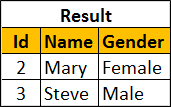 Result
Id Name Gender
2 Mary Female
3 Steve Male